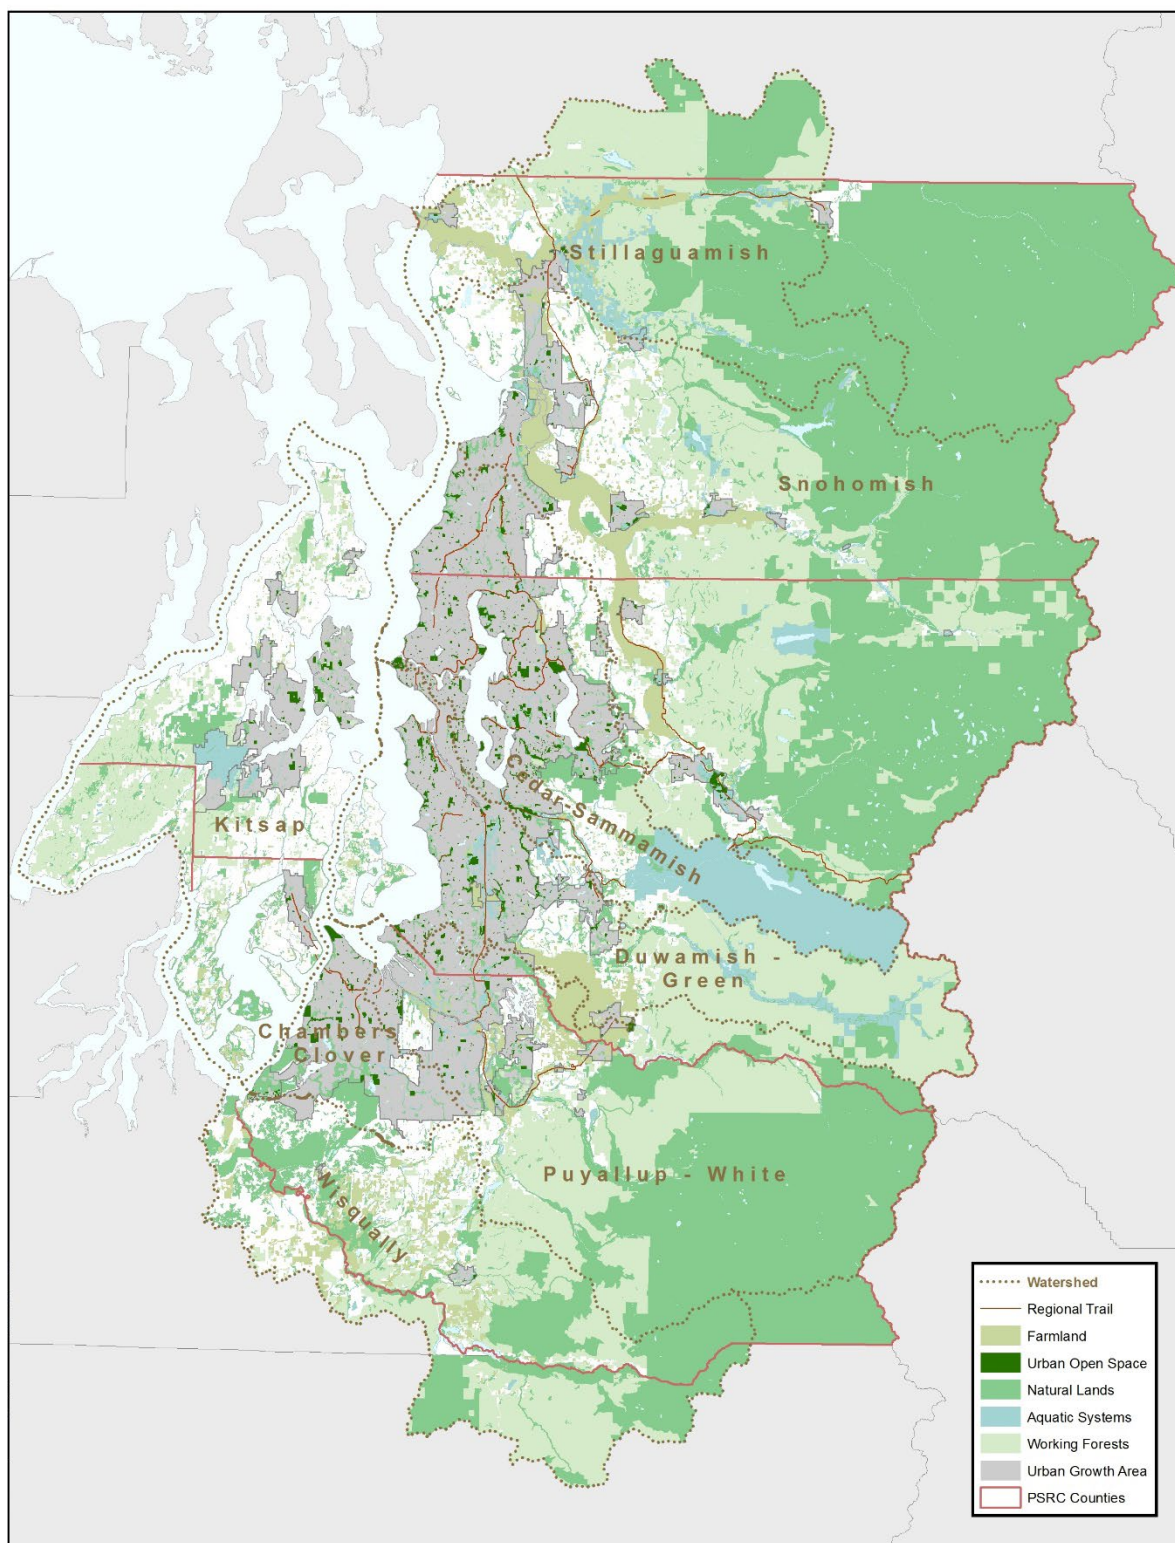 Stillaguamish
Snohomish
Cedar-Sammamish
Kitsap
Duwamish -
Green
Chambers
Clover
Puyallup - White
Nisqually
Watershed
Regional Trail
Farmland
Urban Open Space
Natural Lands
Aquatic Systems
Working Forests
Urban Growth Area
PSRC Counties